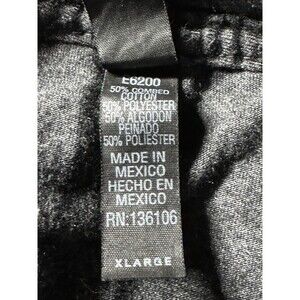 E6200
50% COMBED
COTTON
50% POLYESTER
50% ALGODON
PEINADO
50% POLIESTER
MADE IN
MEXICO
HECHO EN
MEXICO
RN:136106
XLARGE